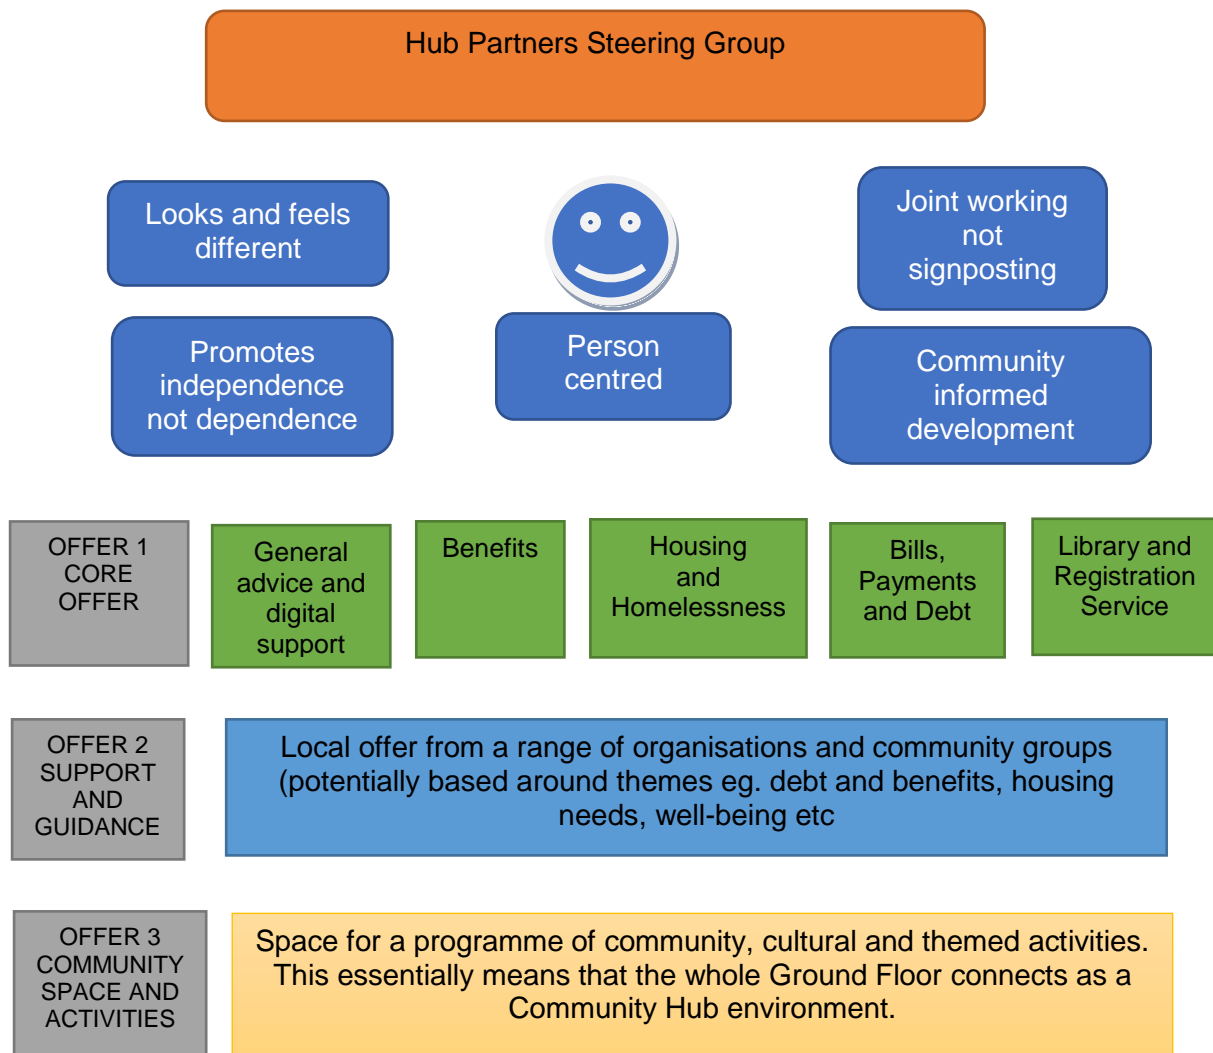 Hub Partners Steering Group
Looks and feels
different
Joint working
not
signposting
Promotes
independence
not dependence
Person
centred
Community
informed
development
OFFER 1
CORE
OFFER
General
advice and
digital
support
Benefits
Housing
and
Homelessness
Bills,
Payments
and Debt
Library and
Registration
Service
OFFER 2
SUPPORT
AND
GUIDANCE
Local offer from a range of organisations and community groups
(potentially based around themes eg. debt and benefits, housing
needs, well-being etc
OFFER 3
COMMUNITY
SPACE AND
ACTIVITIES
Space for a programme of community, cultural and themed activities.
This essentially means that the whole Ground Floor connects as a
Community Hub environment.